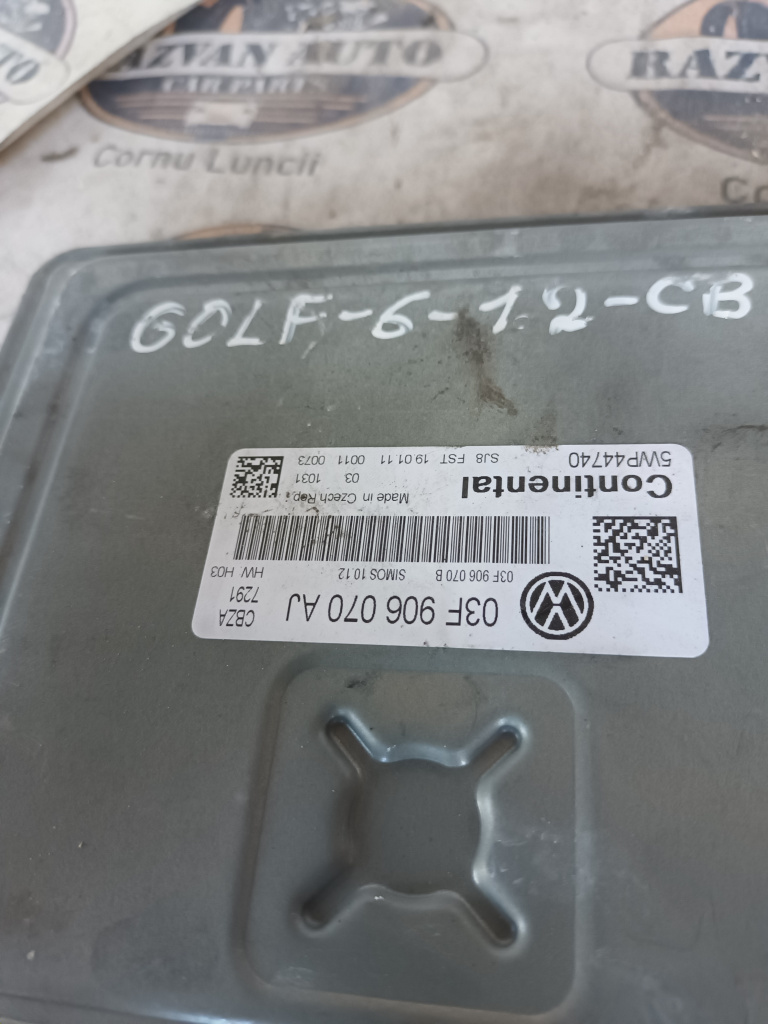 RAZVAN AUTO
CAR PARTS
Cornu Luncii
GOLF-6-1.2-CB
03F 906 070 AJ
CBZA
7291
03F 906 070 B
SIMOS 10.12
HW H03
Continental
Made in Czech Rep.
03
1031
5WP44740
SJ8 FST 19.01.11 0011 0073